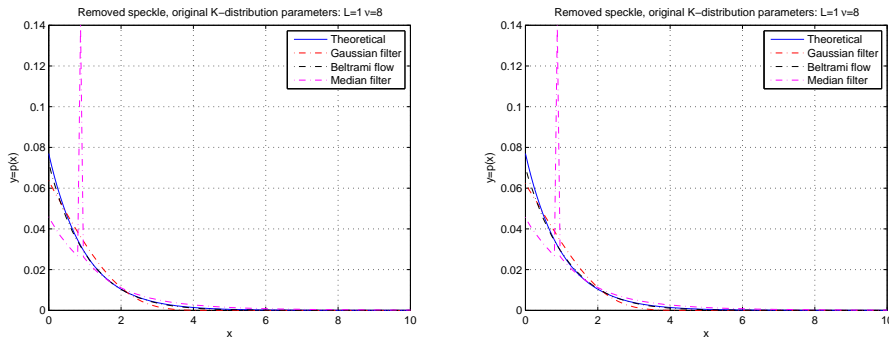 Removed speckle, original K−distribution parameters: L=1 ν=8
0.14
0.12
0.1
0.08
0.06
0.04
0.02
0
y=p(x)
0
2
4
6
8
10
x
Theoretical
Gaussian filter
Beltrami flow
Median filter
Removed speckle, original K−distribution parameters: L=1 ν=8
0.14
0.12
0.1
0.08
0.06
0.04
0.02
0
y=p(x)
0
2
4
6
8
10
x
Theoretical
Gaussian filter
Beltrami flow
Median filter